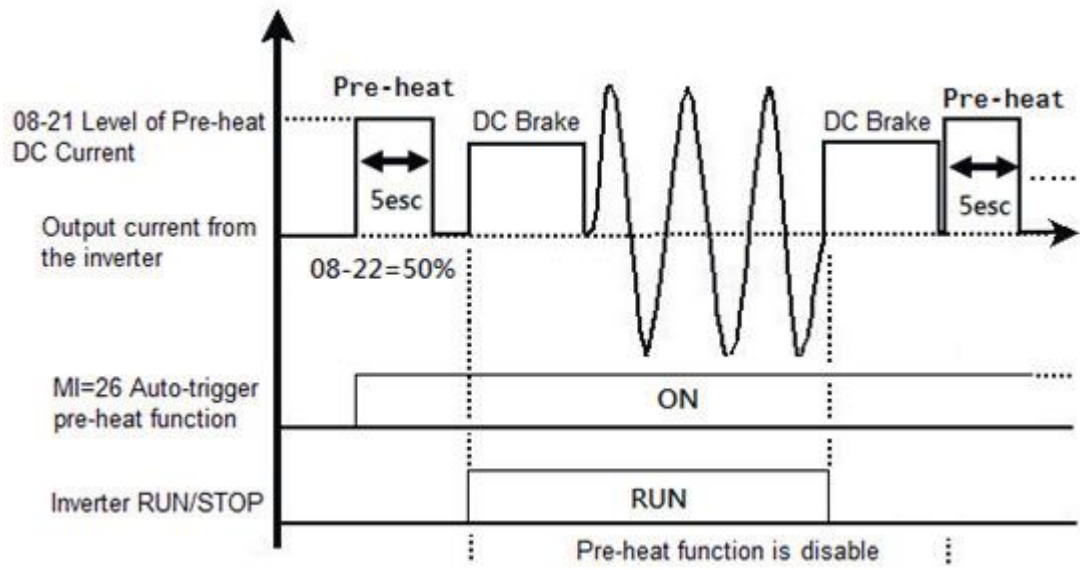 Pre-heat
Pre-heat
08-21 Level of Pre-heat
DC Current
DC Brake
DC Brake
5esc
5esc
Output current from
the inverter
08-22=50%
MI=26 Auto-trigger
pre-heat function
ON
Inverter RUN/STOP
RUN
Pre-heat function is disable